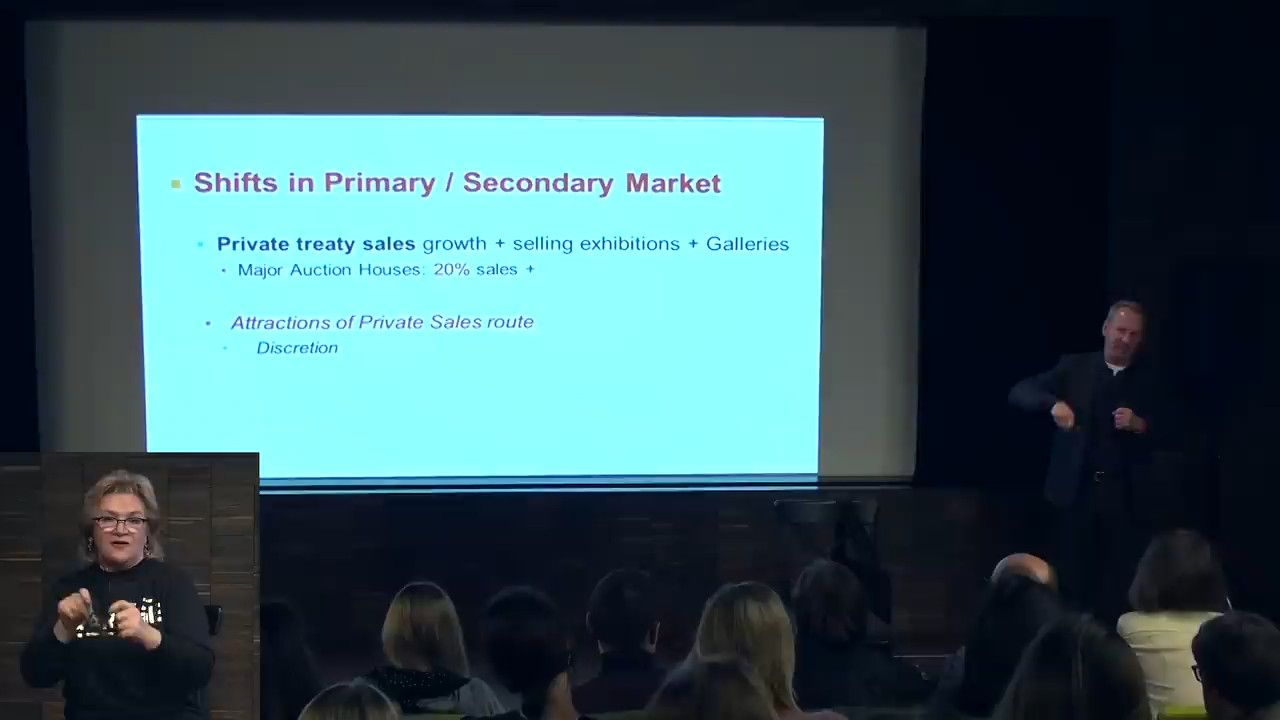 Shifts in Primary / Secondary Market
Private treaty sales growth + selling exhibitions + Galleries
Major Auction Houses: 20% sales +
Attractions of Private Sales route
Discretion